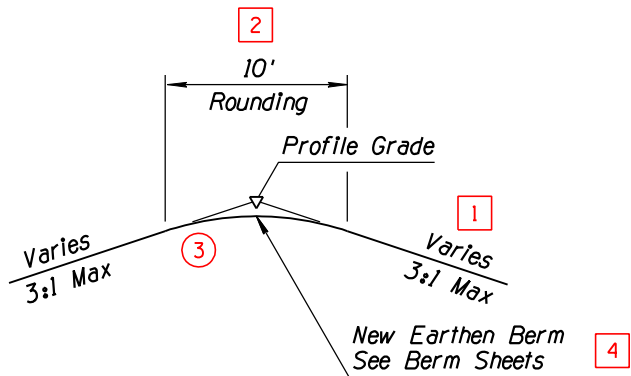 2
10'
Rounding
Profile Grade
1
3
Varies
3:1 Max
Varies
3:1 Max
New Earthen Berm
See Berm Sheets
4